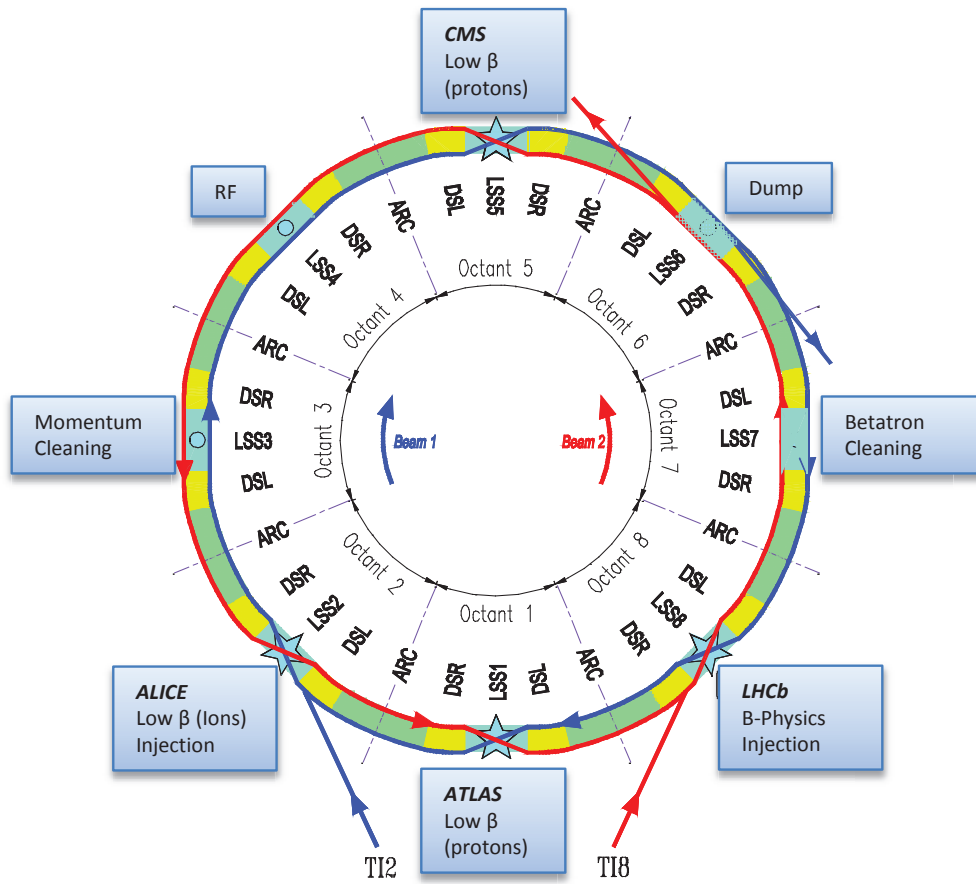 CMS
Low β
(protons)
RF
Dump
DSL
LSS5
DSR
ARC
ARC
DSR
LSS4
DSL
DSL
LSS6
DSR
Octant 5
Octant 4
Octant 6
ARC
ARC
Momentum
Cleaning
DSR
LSS3
DSL
Octant 3
Beam 1
Beam 2
Octant 7
DSL
LSS7
DSR
Betatron
Cleaning
ARC
ARC
Octant 2
Octant 8
Octant 1
DSR
LSS2
DSL
DSL
LSS8
DSR
ARC
DSR
LSS1
DSL
ARC
ALICE
Low β (Ions)
Injection
LHCb
B-Physics
Injection
ATLAS
Low β
(protons)
TI2
TI8